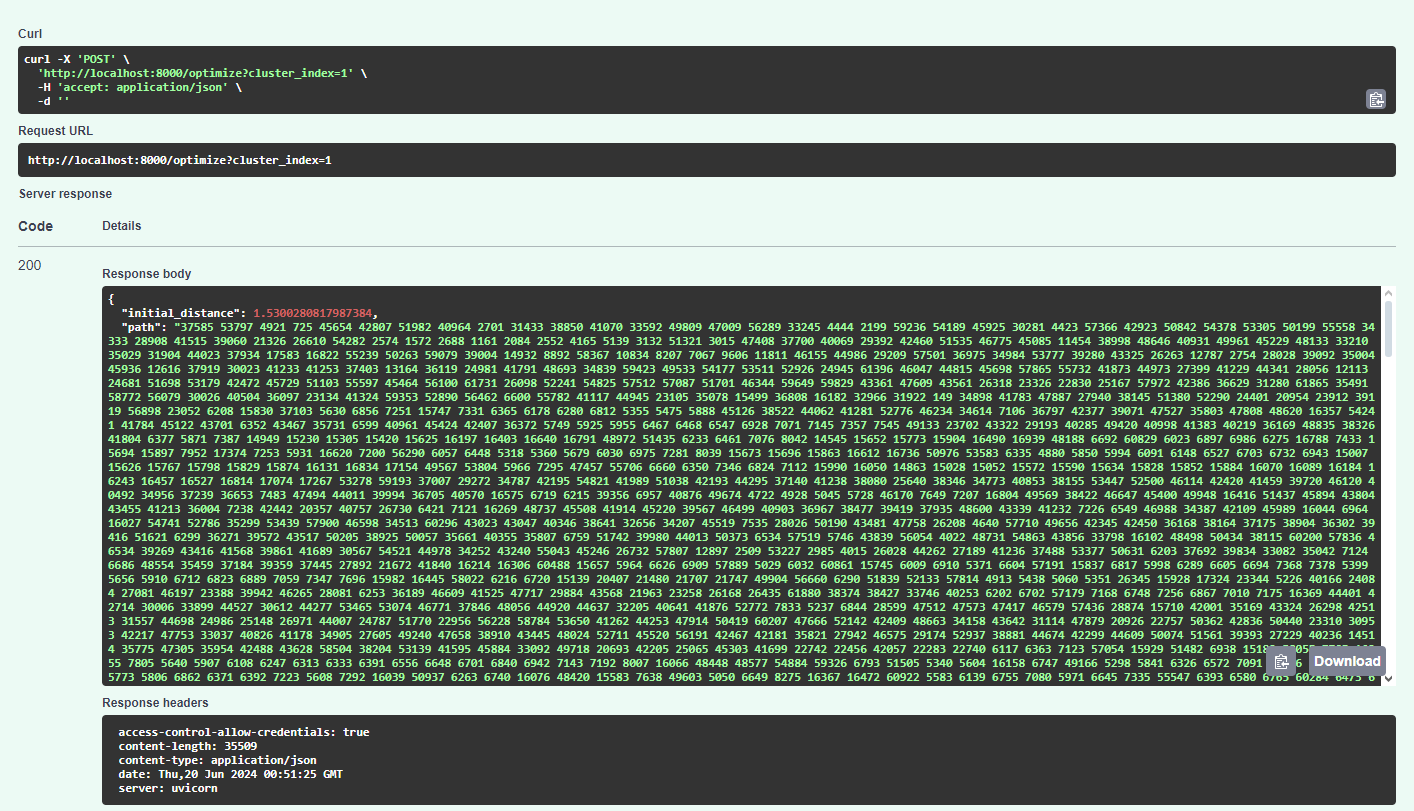 Curl
curl -X 'POST' \
'http://localhost:8000/optimize?cluster_index=1' \
-H 'accept: application/json' \
-d ''
Request URL
http://localhost:8000/optimize?cluster_index=1
Server response
Code Details
200
Response body
{
"initial_distance": 1.5300280817987384,
"path": "37585 53797 4921 725 45654 42807 51982 40964 2701 31433 38850 41070 33592 49809 47009 56289 33245 4444 2199 59236 54189 45925 30281 4423 57366 42923 50842 54378 53305 50199 55558 34
333 28908 41515 39060 21326 26610 54282 2574 1572 2688 1161 2084 2552 4165 5139 3132 51321 3015 47408 37700 40069 29392 42460 51535 46775 45085 11454 38998 48646 40931 49961 45229 48133 33210
35029 31904 44023 37934 17583 16822 55239 50263 59079 39004 14932 8892 58367 10834 8207 7067 9606 11811 46155 44986 29209 57501 36975 34984 53777 39280 43325 26263 12787 2754 28028 39092 35004
45936 12616 37919 30023 41233 41253 37403 13164 36119 24981 41791 48693 34839 59423 49533 54177 53511 52926 24945 61396 46047 44815 45698 57865 55732 41873 44973 27399 41229 44341 28056 12113
24681 51698 53179 42472 45729 51103 55597 45464 56100 61731 26098 52241 54825 57512 57087 51701 46344 59649 59829 43361 47609 43561 26318 23326 22830 25167 57972 42386 36629 31280 61865 35491
58772 56079 30026 40504 36097 23134 41324 59353 52890 56462 6600 55782 41117 44945 23105 35078 15499 36808 16182 32966 31922 149 34898 41783 47887 27940 38145 51380 52290 24401 20954 23912 391
19 56898 23052 6208 15830 37103 5630 6856 7251 15747 7331 6365 6178 6280 6812 5355 5475 5888 45126 38522 44062 41281 52776 46234 34614 7106 36797 42377 39071 47527 35803 47808 48620 16357 5424
1 41784 45122 43701 6352 43467 35731 6599 40961 45424 42407 36372 5749 5925 5955 6467 6468 6547 6928 7071 7145 7357 7545 49133 23702 43322 29193 40285 49420 40998 41383 40219 36169 48835 38326
41804 6377 5871 7387 14949 15230 15305 15420 15625 16197 16403 16640 16791 48972 51435 6233 6461 7076 8042 14545 15652 15773 15904 16490 16939 48188 6692 60829 6023 6897 6986 6275 16788 7433 1
5694 15897 7952 17374 7253 5931 16620 7200 56290 6057 6448 5318 5360 5679 6030 6975 7281 8039 15673 15696 15863 16612 16736 50976 53583 6335 4880 5850 5994 6091 6148 6527 6703 6732 6943 15007
15626 15767 15798 15829 15874 16131 16834 17154 49567 53804 5966 7295 47457 55706 6660 6350 7346 6824 7112 15990 16050 14863 15028 15052 15572 15590 15634 15828 15852 15884 16070 16089 16184 1
6243 16457 16527 16814 17074 17267 53278 59193 37007 29272 34787 42195 54821 41989 51038 42193 44295 37140 41238 38080 25640 38346 34773 40853 38155 53447 52500 46114 42420 41459 39720 46120 4
0492 34956 37239 36653 7483 47494 44011 39994 36705 40570 16575 6719 6215 39356 6957 40876 49674 4722 4928 5045 5728 46170 7649 7207 16804 49569 38422 46647 45400 49948 16416 51437 45894 43804
43455 41213 36004 7238 42442 20357 40757 26730 6421 7121 16269 48737 45508 41914 45220 39567 46499 40903 36967 38477 39419 37935 48600 43339 41232 7226 6549 46988 34387 42109 45989 16044 6964
16027 54741 52786 35299 53439 57900 46598 34513 60296 43023 43047 40346 38641 32656 34207 45519 7535 28026 50190 43481 47758 26208 4640 57710 49656 42345 42450 36168 38164 37175 38904 36302 39
416 51621 6299 36271 39572 43517 50205 38925 50057 35661 40355 35807 6759 51742 39980 44013 50373 6534 57519 5746 43839 56054 4022 48731 54863 43856 33798 16102 48498 50434 38115 60200 57836 4
6534 39269 43416 41568 39861 41689 30567 54521 44978 34252 43240 55043 45246 26732 57807 12897 2509 53227 2985 4015 26028 44262 27189 41236 37488 53377 50631 6203 37692 39834 33082 35042 7124
6686 48554 35459 37184 39359 37445 27892 21672 41840 16214 16306 60488 15657 5964 6626 6909 57889 5029 6032 60861 15745 6009 6910 5371 6604 57191 15837 6817 5998 6289 6605 6694 7368 7378 5399
5656 5910 6712 6823 6889 7059 7347 7696 15982 16445 58022 6216 6720 15139 20407 21480 21707 21747 49904 56660 6290 51839 52133 57814 4913 5438 5060 5351 26345 15928 17324 23344 5226 40166 2408
4 27081 46197 23388 39942 46265 28081 6253 36189 46609 41525 47717 29884 43568 21963 23258 26168 26435 61880 38374 38427 33746 40253 6202 6702 57179 7168 6748 7256 6867 7010 7175 16369 44401 4
2714 30006 33899 44527 30612 44277 53465 53074 46771 37846 48056 44920 44637 32205 40641 41876 52772 7833 5237 6844 28599 47512 47573 47417 46579 57436 28874 15710 42001 35169 43324 26298 4251
3 31557 44698 24986 25148 26971 44007 24787 51770 22956 56228 58784 53650 41262 44253 47914 50419 60207 47666 52142 42409 48663 34158 43642 31114 47879 20926 22757 50362 42836 50440 23310 3095
3 42217 47753 33037 40826 41178 34905 27605 49240 47658 38910 43445 48024 52711 45520 56191 42467 42181 35821 27942 46575 29174 52937 38881 44674 42299 44609 50074 51561 39393 27229 40236 1451
4 35775 47305 35954 42488 43628 58504 38204 53139 41595 45884 33092 49718 20693 42205 25065 45303 41699 22742 22456 42057 22283 22740 6117 6363 7123 57054 15929 51482 6938
55 7805 5640 5907 6108 6247 6313 6333 6391 6556 6648 6701 6840 6942 7143 7192 8007 16066 48448 48577 54884 59326 6793 51505 5340 5604 16158 6747 49166 5298 5841 6326 6572 7091
5773 5806 6862 6371 6392 7223 5608 7292 16039 50937 6263 6740 16076 48420 15583 7638 49603 5050 6649 8275 16367 16472 60922 5583 6139 6755 7080 5971 6645 7335 55547 6393 6580
Download
Response headers
access-control-allow-credentials: true
content-length: 35509
content-type: application/json
date: Thu,20 Jun 2024 00:51:25 GMT
server: uvicorn